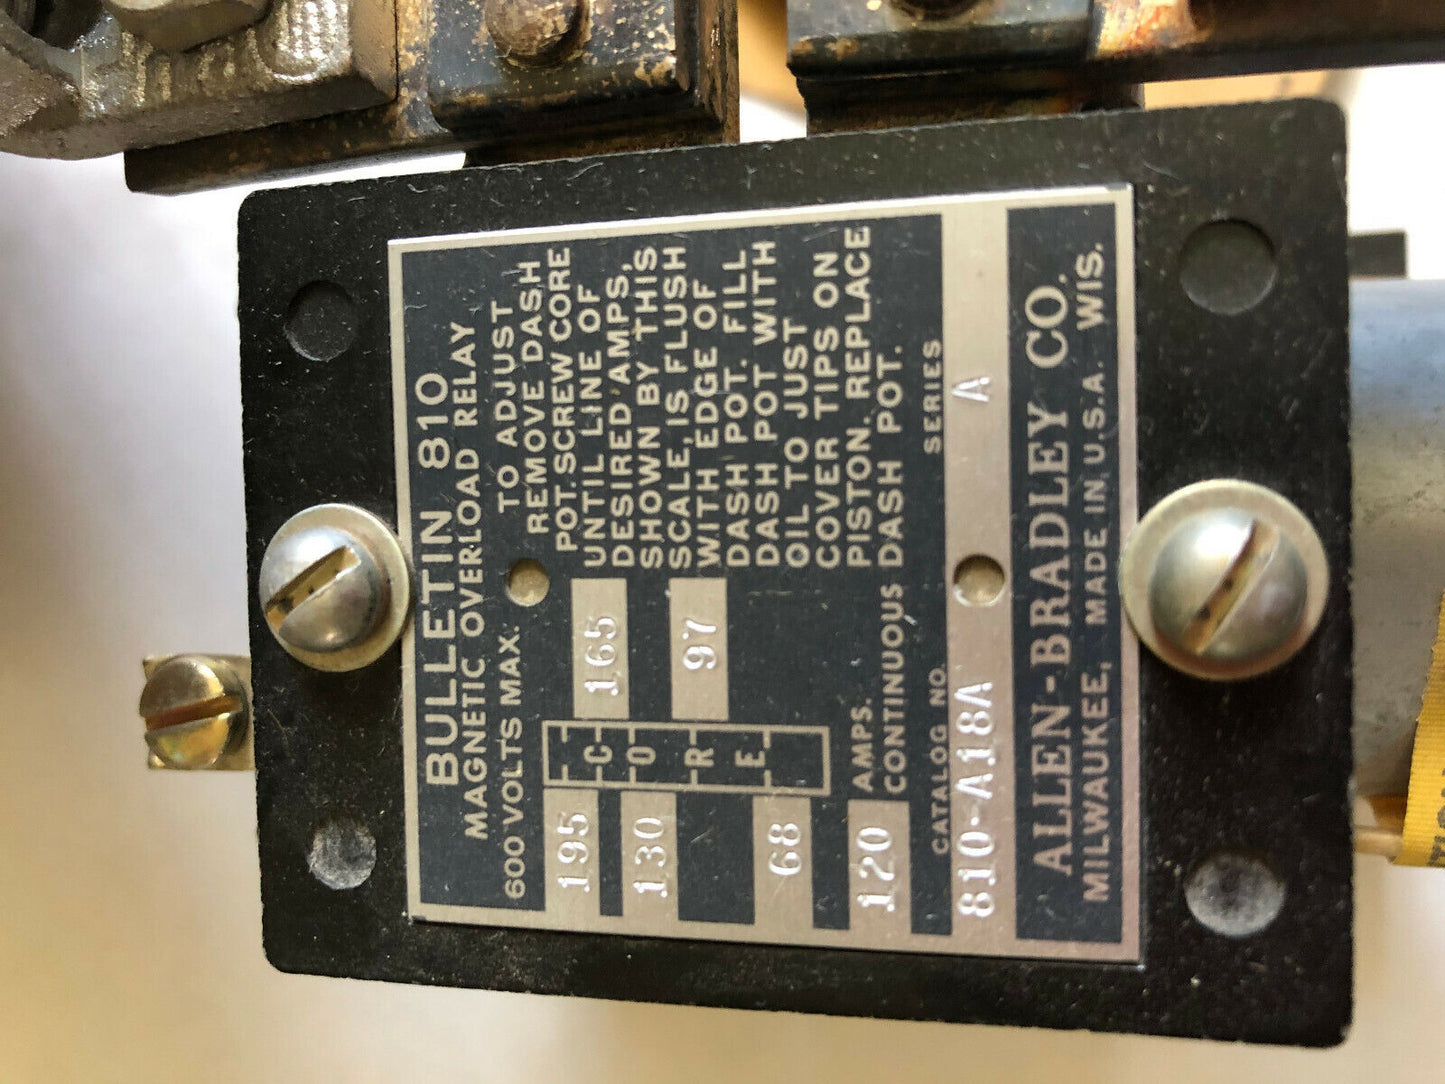 BULLETIN 810
MAGNETIC OVERLOAD RELAY
600 VOLTS MAX.
TO ADJUST
REMOVE DASH
POT. SCREW CORE
UNTIL LINE OF
DESIRED AMPS,
SHOWN BY THIS
SCALE, IS FLUSH
WITH EDGE OF
DASH POT. FILL
DASH POT WITH
OIL TO JUST
COVER TIPS ON
PISTON. REPLACE
DASH POT.
195
165
130
97
68
CORE
120
AMPS.
CONTINUOUS
CATALOG NO. SERIES
810-A18A A
ALLEN-BRADLEY CO.
MILWAUKEE, MADE IN U.S.A. WIS.